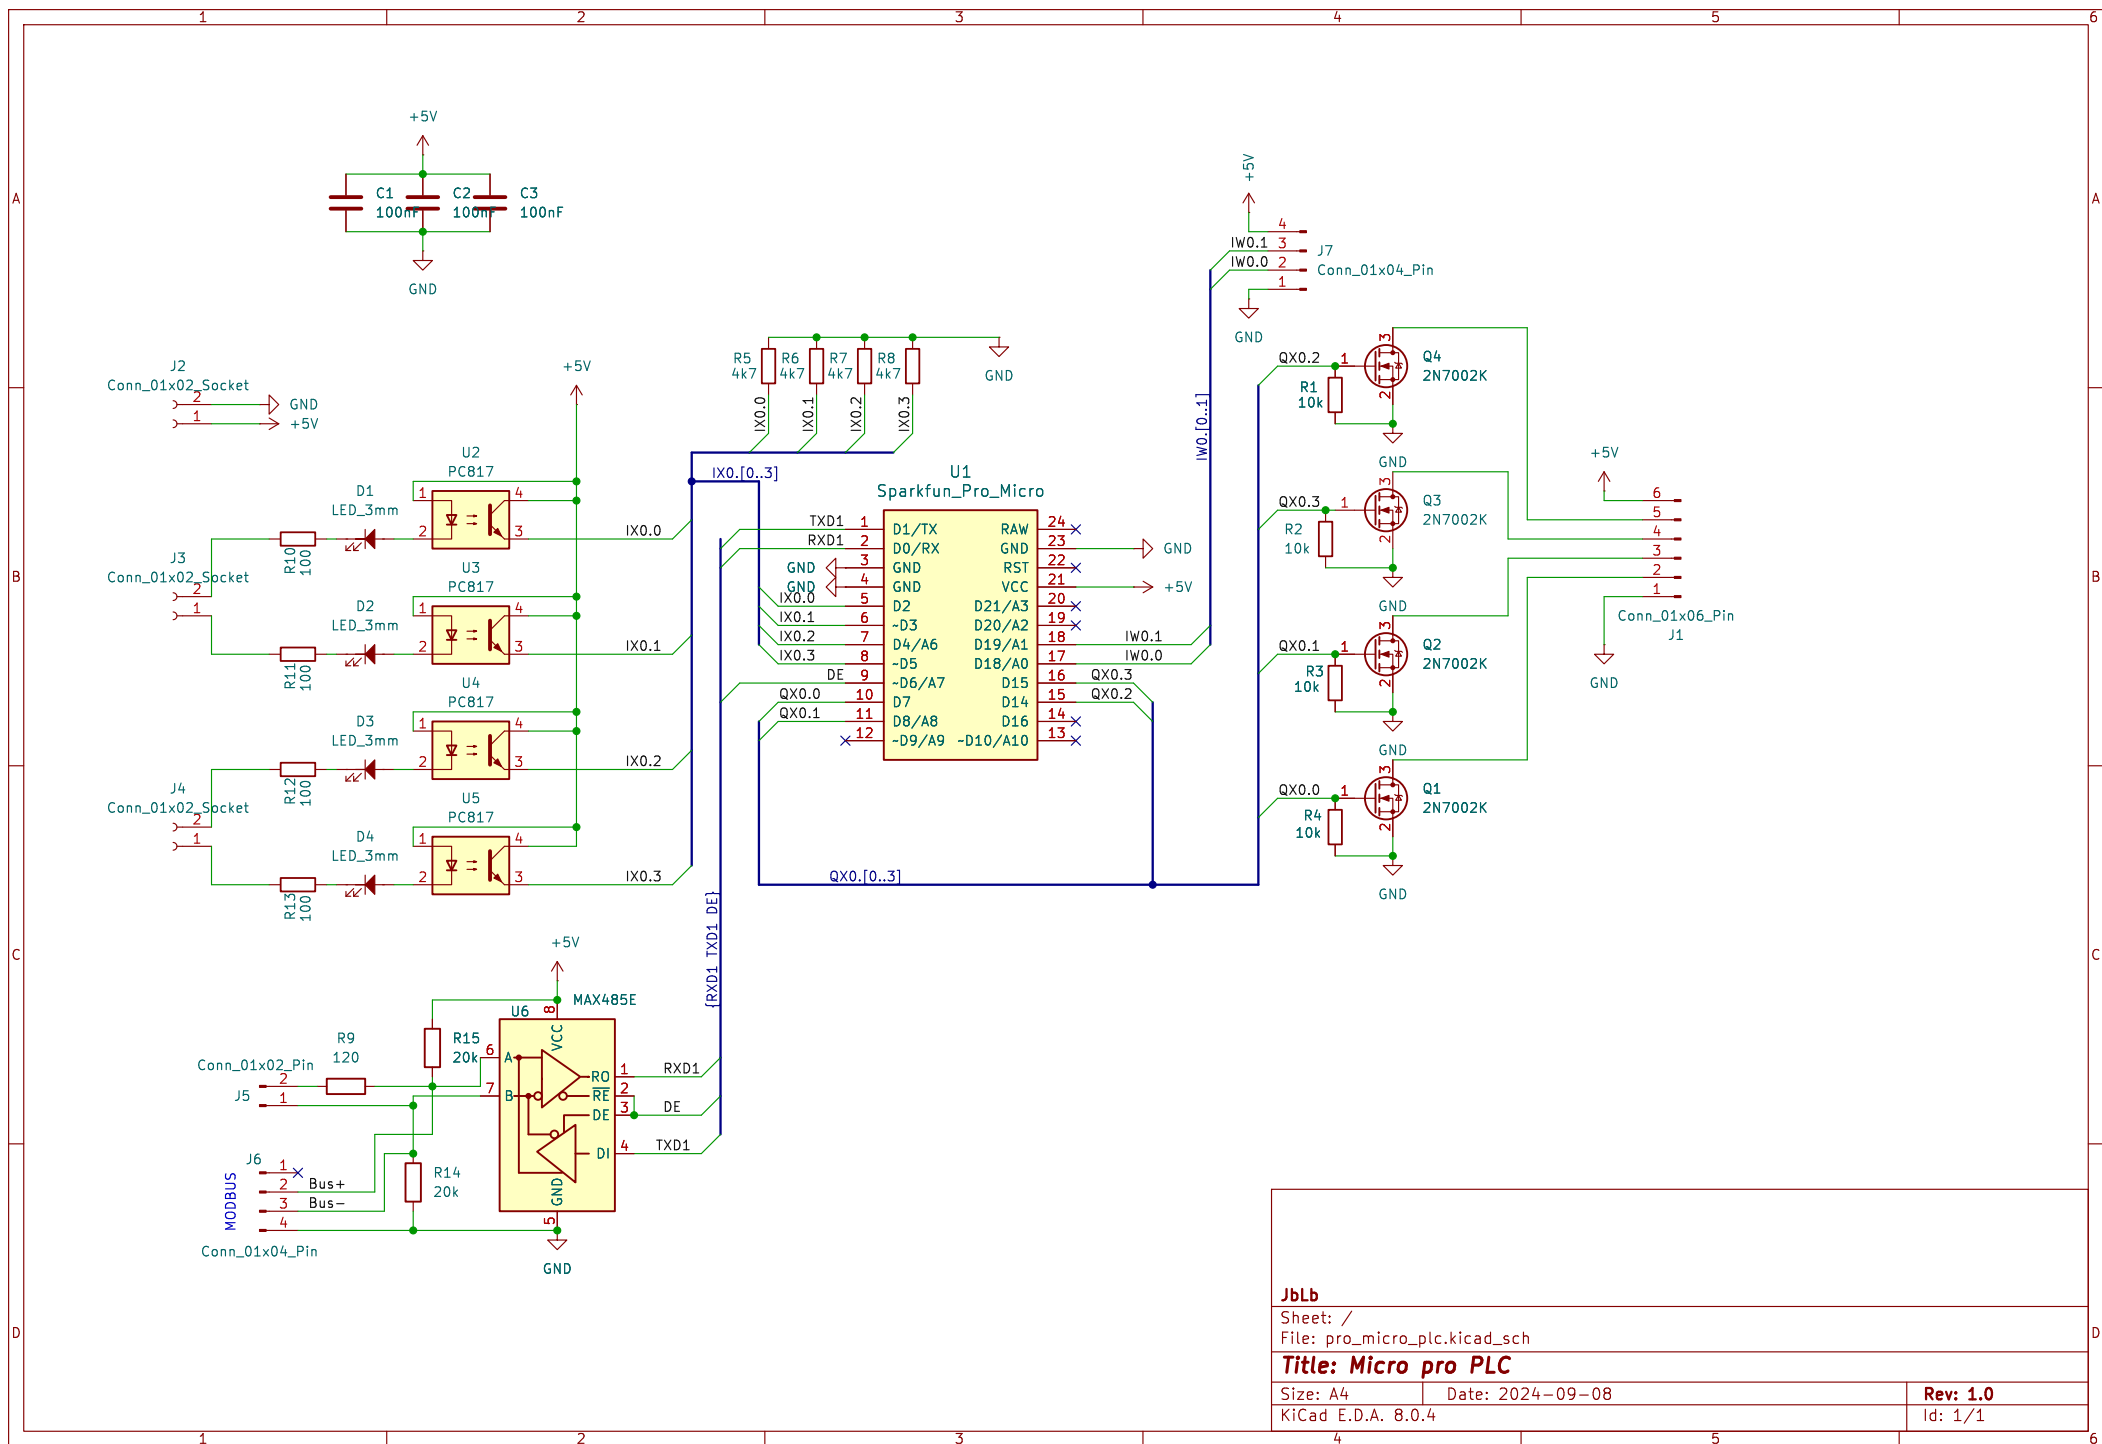 1 2 3 4 5 6
A A
B B
C C
D D
1 2 3 4 5 6
+5V
C1
100nF
C2
100nF
C3
100nF
GND
J2
Conn_01x02_Socket
2
1
GND
+5V
+5V
U2
PC817
D1
LED_3mm
1
2
4
3
IX0.0
R10
100
J3
Conn_01x02_Socket
2
1
U3
PC817
D2
LED_3mm
1
2
4
3
IX0.1
R11
100
U4
PC817
D3
LED_3mm
1
2
4
3
IX0.2
R12
100
J4
Conn_01x02_Socket
2
1
U5
PC817
D4
LED_3mm
1
2
4
3
IX0.3
R13
100
R5
4k7
R6
4k7
R7
4k7
R8
4k7
GND
IX0.0
IX0.1
IX0.2
IX0.3
IX0.[0..3]
U1
Sparkfun_Pro_Micro
TXD1 1 D1/TX
RXD1 2 D0/RX
GND 3 GND
GND 4 GND
IX0.0 5 D2
IX0.1 6 ~D3
IX0.2 7 D4/A6
IX0.3 8 ~D5
DE 9 ~D6/A7
QX0.0 10 D7
QX0.1 11 D8/A8
12 ~D9/A9
RAW 24
GND 23 GND
RST 22
VCC 21 +5V
D21/A3 20
D20/A2 19
D19/A1 18 IW0.1
D18/A0 17 IW0.0
D15 16 QX0.3
D14 15 QX0.2
D16 14
~D10/A10 13
QX0.[0..3]
{RXD1 TXD1 DE}
IW0.[0..1]
+5V
4
IW0.1 3
IW0.0 2
1
J7
Conn_01x04_Pin
GND
QX0.2
1
3
2
Q4
2N7002K
R1
10k
GND
QX0.3
1
3
2
Q3
2N7002K
R2
10k
GND
QX0.1
1
3
2
Q2
2N7002K
R3
10k
GND
QX0.0
1
3
2
Q1
2N7002K
R4
10k
GND
+5V
6
5
4
3
2
1
Conn_01x06_Pin
J1
GND
+5V
MAX485E
U6
8
VCC
6 A
7 B
RO 1
RE 2
DE 3
DI 4
GND
5
GND
RXD1
DE
TXD1
R15
20k
R9
120
Conn_01x02_Pin
2
1
J5
J6
1
2 Bus+
3 Bus-
4
MODBUS
Conn_01x04_Pin
R14
20k
JbLb
Sheet: /
File: pro_micro_plc.kicad_sch
Title: Micro pro PLC
Size: A4 Date: 2024-09-08 Rev: 1.0
KiCad E.D.A. 8.0.4 Id: 1/1